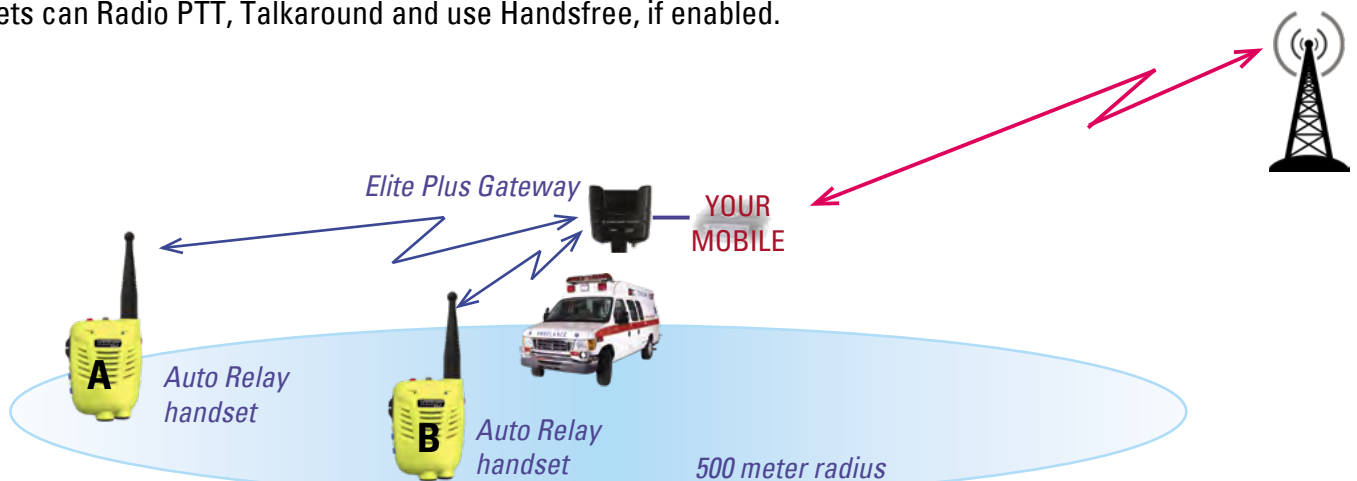 ets can Radio PTT, Talkaround and use Handsfree, if enabled.
Elite Plus Gateway
YOUR
MOBILE
A
Auto Relay
handset
B
Auto Relay
handset
500 meter radius
AMBULANCE